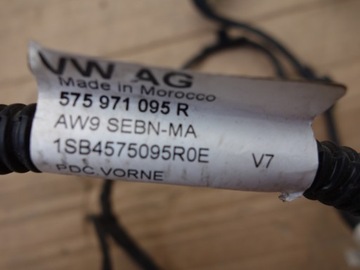 VW AG
Made in Morocco
575 971 095 R
AW9 SEBN-MA
1SB4575095R0E V7
PDC VORNE